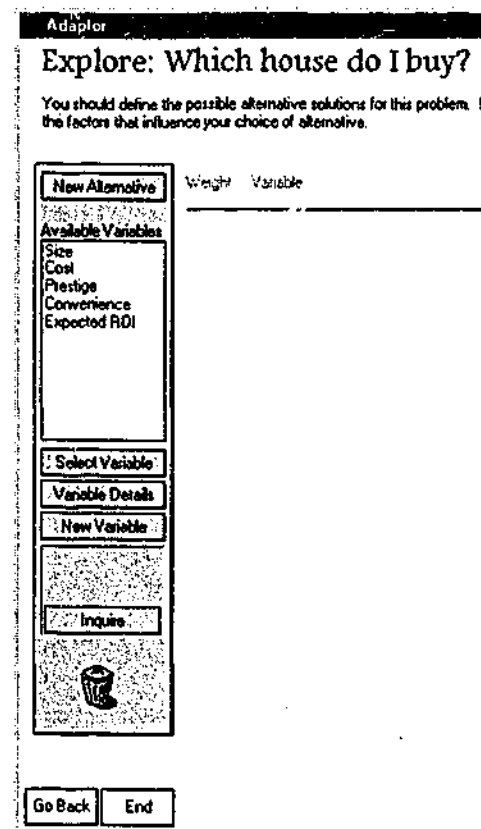 Adaptor
Explore: Which house do I buy?
You should define the possible alternative solutions for this problem.
the factors that influence your choice of alternative.
New Alternative
Weight Variable
Available Variables
Size
Cost
Prestige
Convenience
Expected ROI
Select Variable
Variable Details
New Variable
Inquire
Go Back End